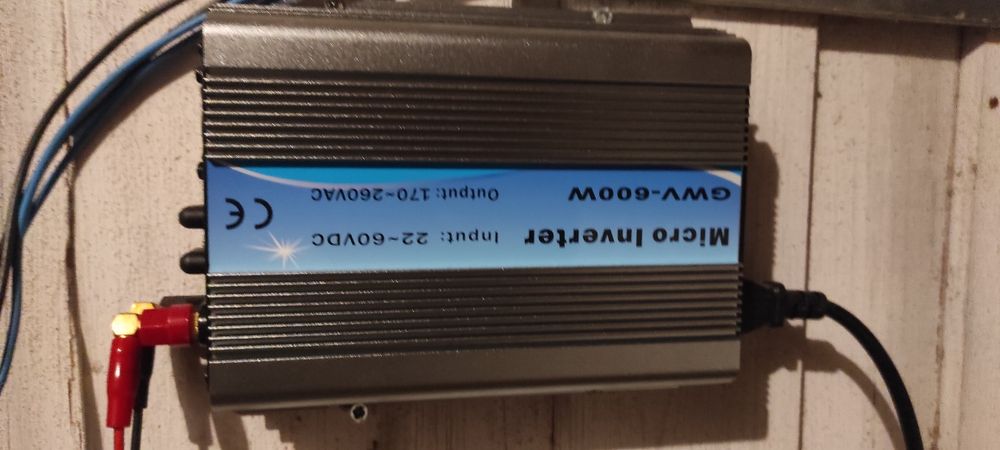 Micro Inverter
GWV-600W
Input: 22~60VDC
Output: 170~260VAC
CE